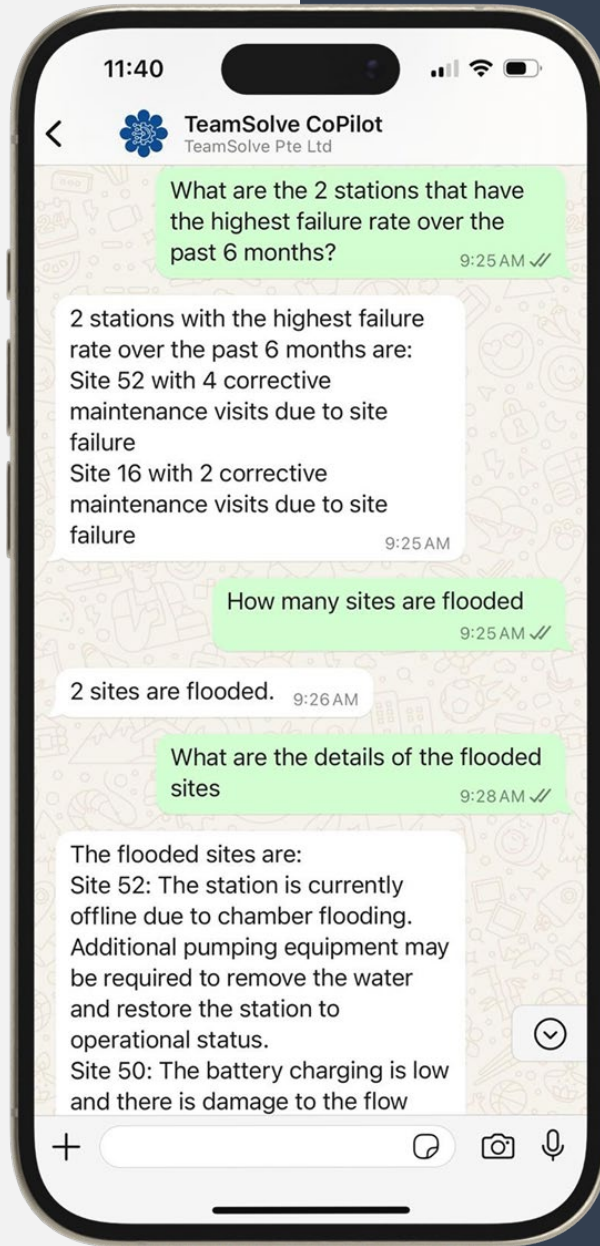 11:40
TeamSolve CoPilot
TeamSolve Pte Ltd
What are the 2 stations that have
the highest failure rate over the
past 6 months?
9:25 AM
2 stations with the highest failure
rate over the past 6 months are:
Site 52 with 4 corrective
maintenance visits due to site
failure
Site 16 with 2 corrective
maintenance visits due to site
failure
9:25 AM
How many sites are flooded
9:25 AM
2 sites are flooded.
9:26 AM
What are the details of the flooded
sites
9:28 AM
The flooded sites are:
Site 52: The station is currently
offline due to chamber flooding.
Additional pumping equipment may
be required to remove the water
and restore the station to
operational status.
Site 50: The battery charging is low
and there is damage to the flow